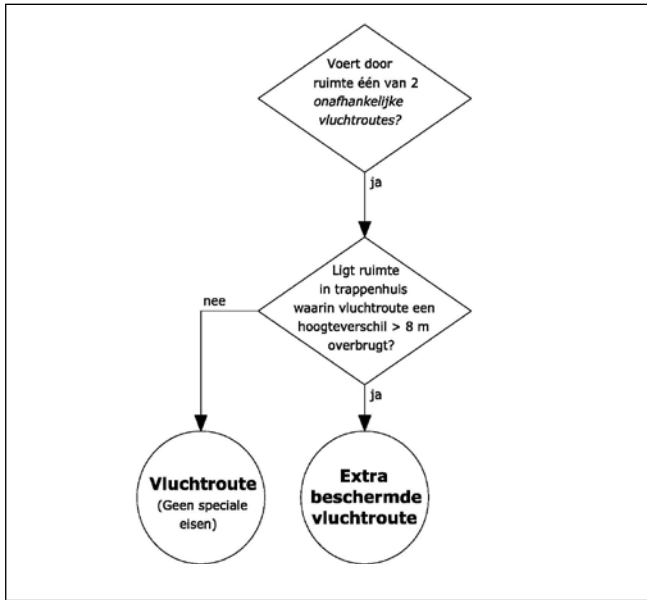 Voert door
ruimte één van 2
onafhankelijke
vluchtroutes?
ja
Ligt ruimte
in trappenhuis
waarin vluchtroute een
hoogteverschil > 8 m
overbrugt?
nee
ja
Vluchtroute
(Geen speciale
eisen)
Extra
beschermde
vluchtroute